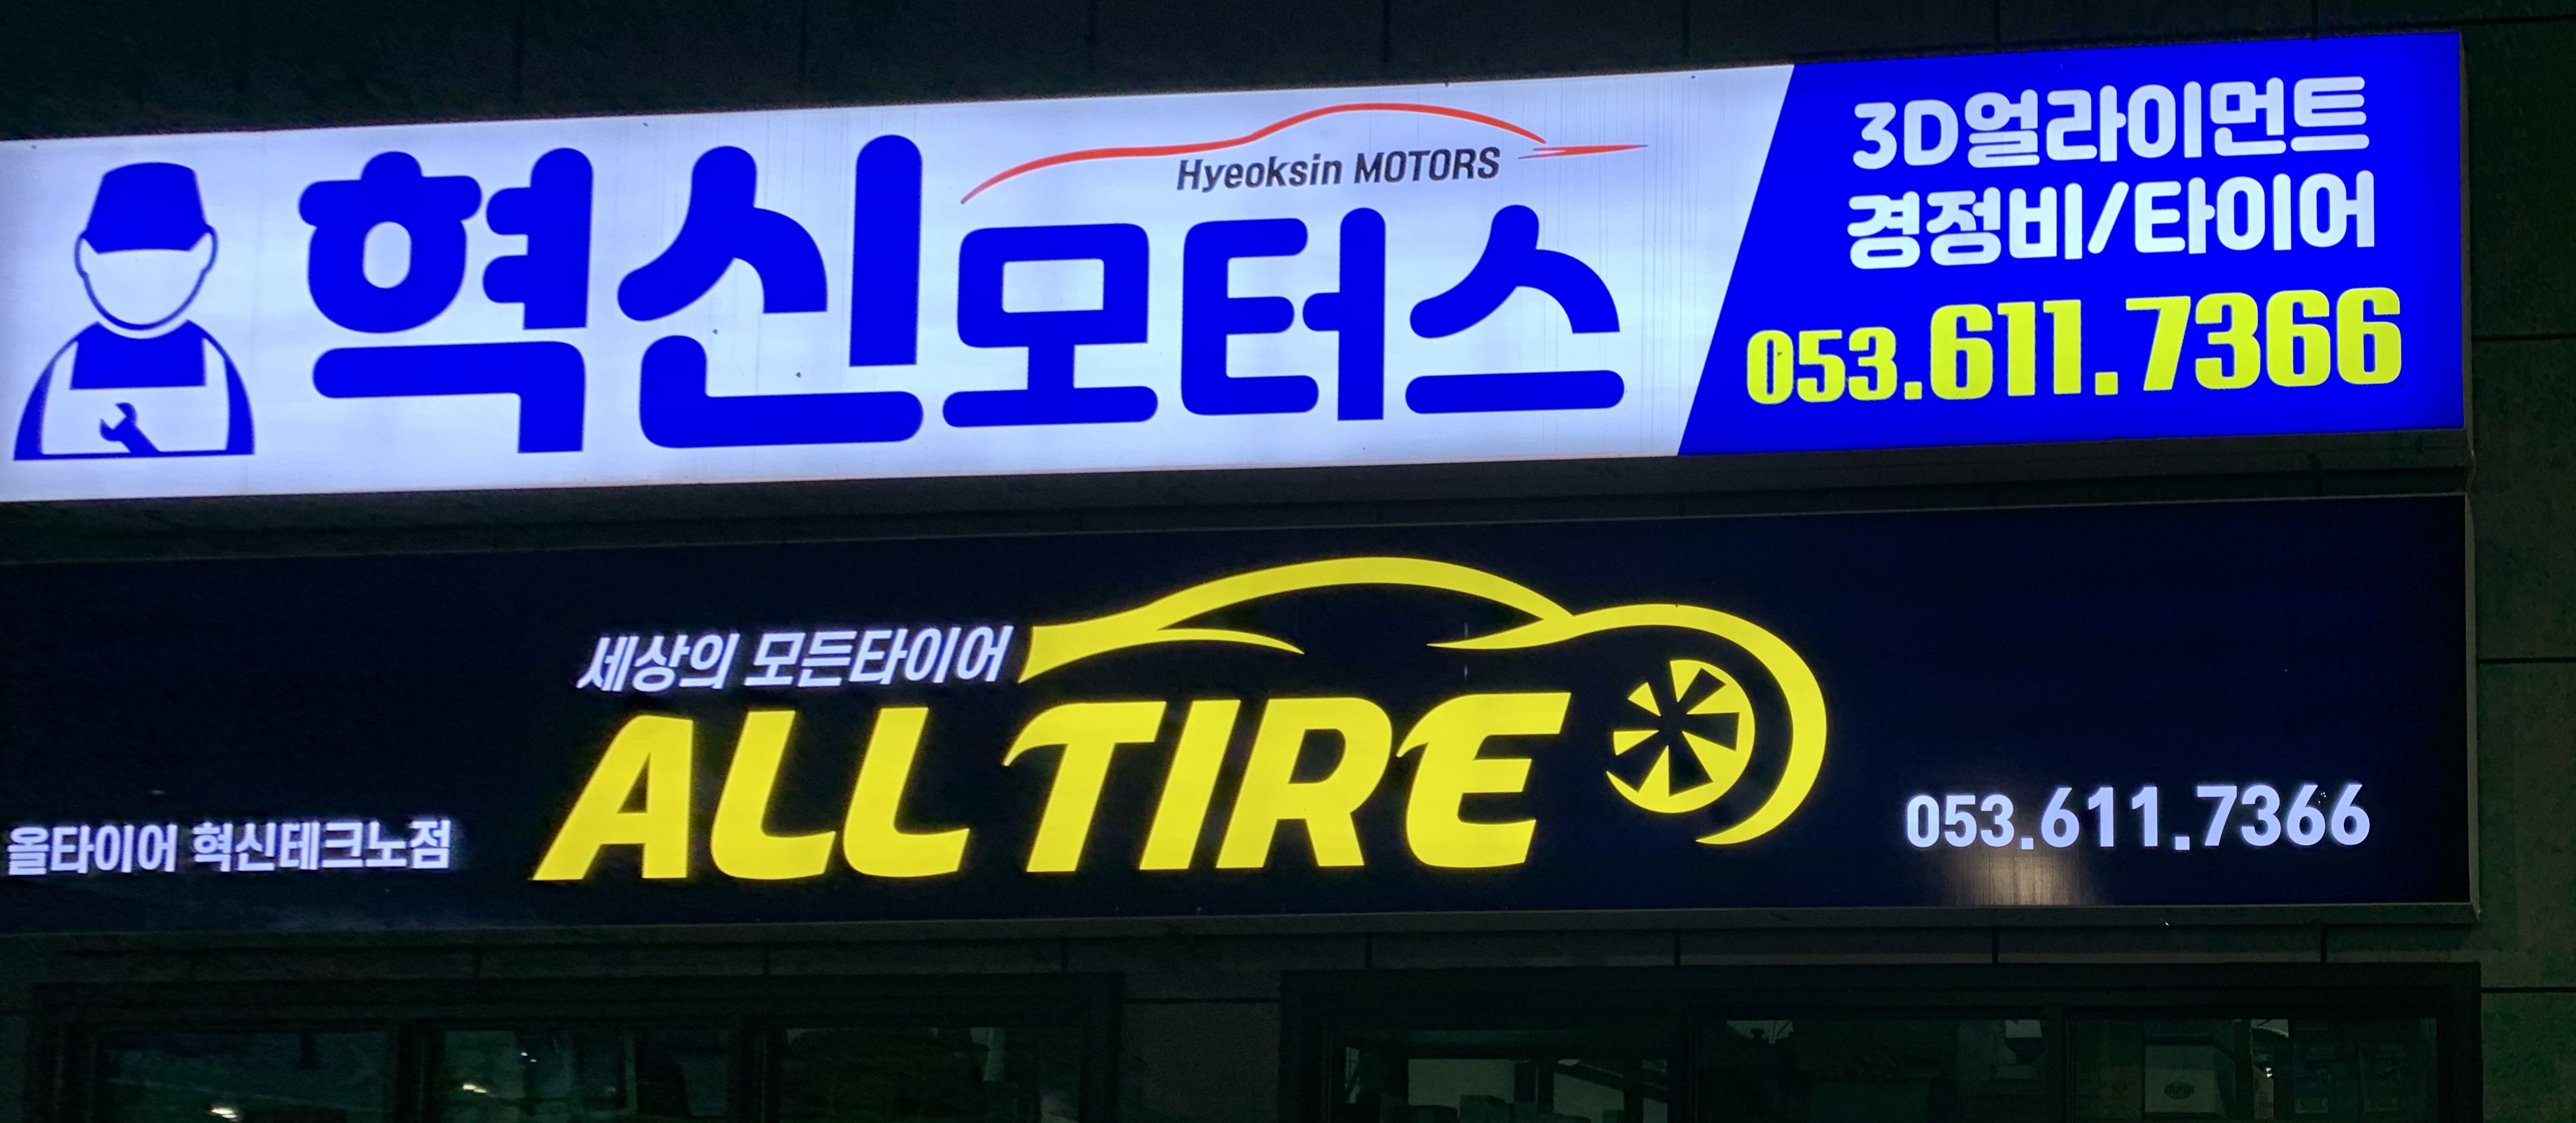 혁신모터스
Hyeoksin MOTORS
3D얼라이먼트
경정비/타이어
053.611.7366
세상의 모든타이어
ALL TIRE
올타이어 혁신테크노점
053.611.7366